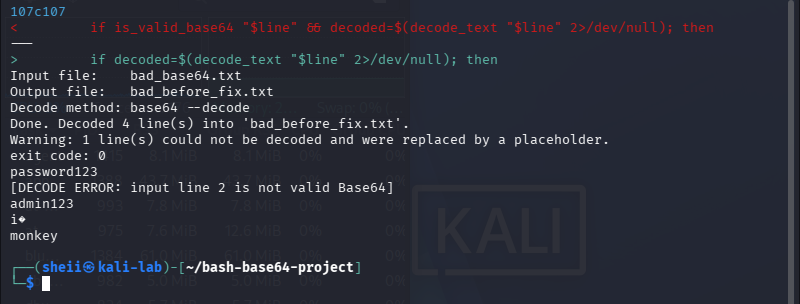 107c107
<         if is_valid_base64 "$line" && decoded=$(decode_text "$line" 2>/dev/null); then
---
>         if decoded=$(decode_text "$line" 2>/dev/null); then
Input file:    bad_base64.txt
Output file:   bad_before_fix.txt
Decode method: base64 --decode
Done. Decoded 4 line(s) into 'bad_before_fix.txt'.
Warning: 1 line(s) could not be decoded and were replaced by a placeholder.
exit code: 0
password123
[DECODE ERROR: input line 2 is not valid Base64]
admin123
i�
monkey
KALI
┌──(sheii㉿kali-lab)-[~/bash-base64-project]
└─$